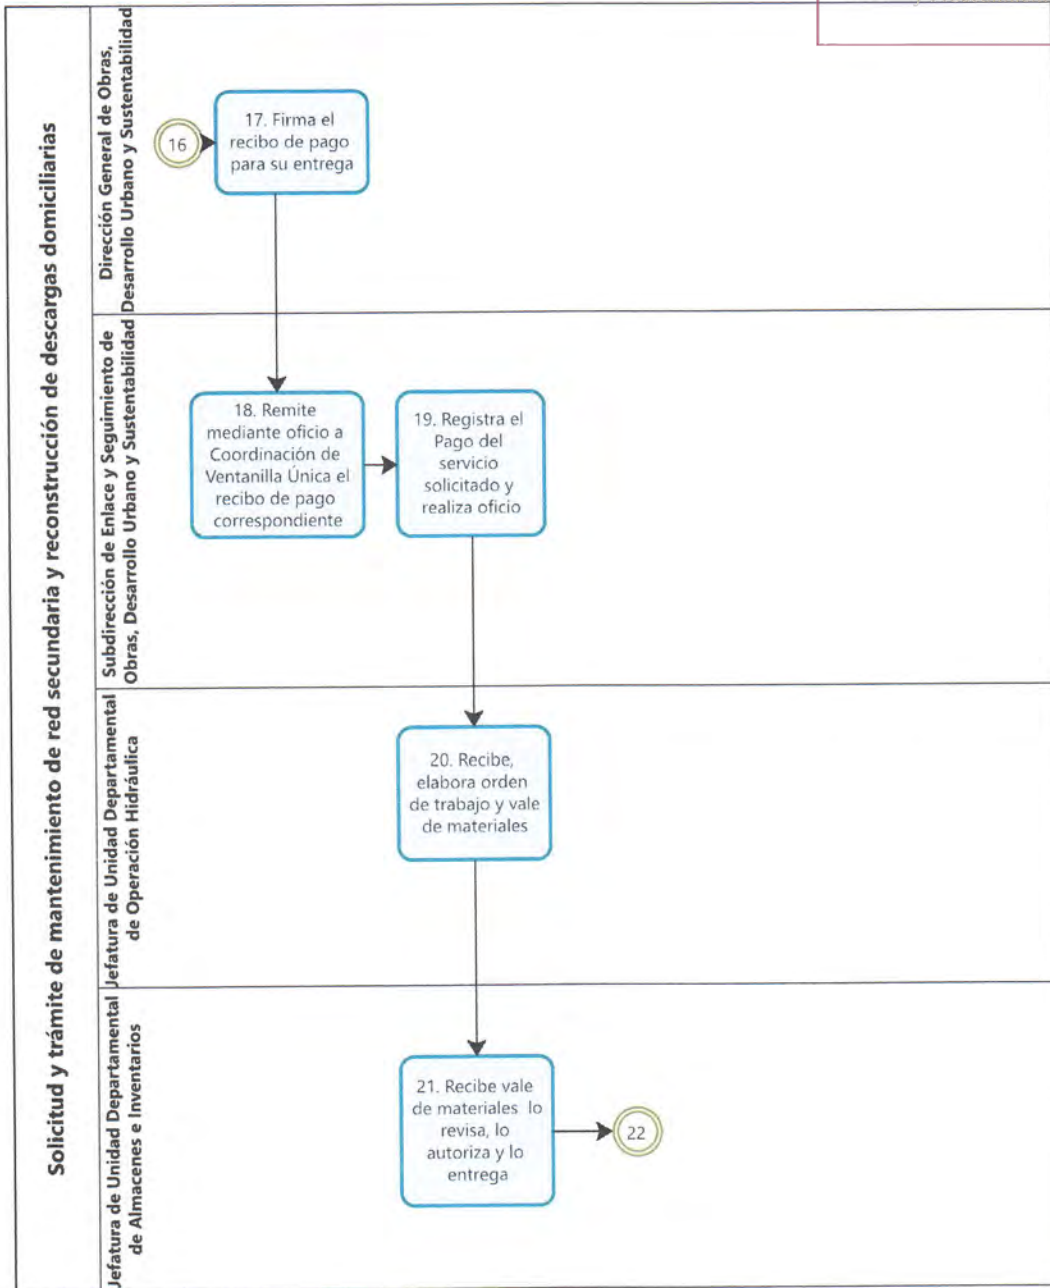 Solicitud y trámite de mantenimiento de red secundaria y reconstrucción de descargas domiciliarias
Dirección General de Obras,
Desarrollo Urbano y Sustentabilidad
16
17. Firma el
recibo de pago
para su entrega
Subdirección de Enlace y Seguimiento de
Obras, Desarrollo Urbano y Sustentabilidad
18. Remite
mediante oficio a
Coordinación de
Ventanilla Única el
recibo de pago
correspondiente
19. Registra el
Pago del
servicio
solicitado y
realiza oficio
Jefatura de Unidad Departamental
de Operación Hidráulica
20. Recibe,
elabora orden
de trabajo y vale
de materiales
Jefatura de Unidad Departamental
de Almacenes e Inventarios
21. Recibe vale
de materiales lo
revisa, lo
autoriza y lo
entrega
22